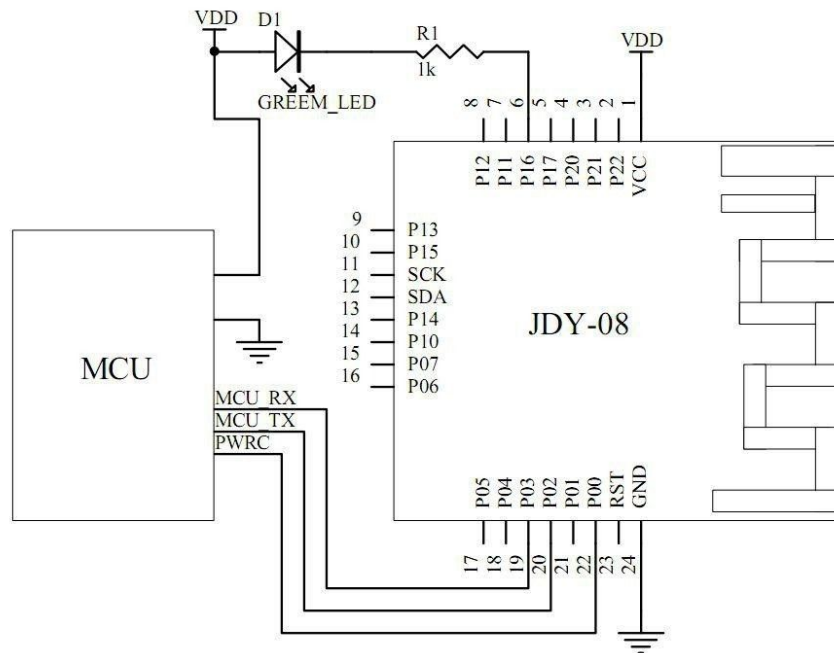 VDD
D1
R1
1k
GREEM_LED
VDD
8
7
6
5
4
3
2
1
P12
P11
P16
P17
P20
P21
P22
VCC
9 P13
10 P15
11 SCK
12 SDA
13 P14
14 P10
15 P07
16 P06
JDY-08
MCU
MCU_RX
MCU_TX
PWRC
P05
P04
P03
P02
P01
P00
RST
GND
17
18
19
20
21
22
23
24